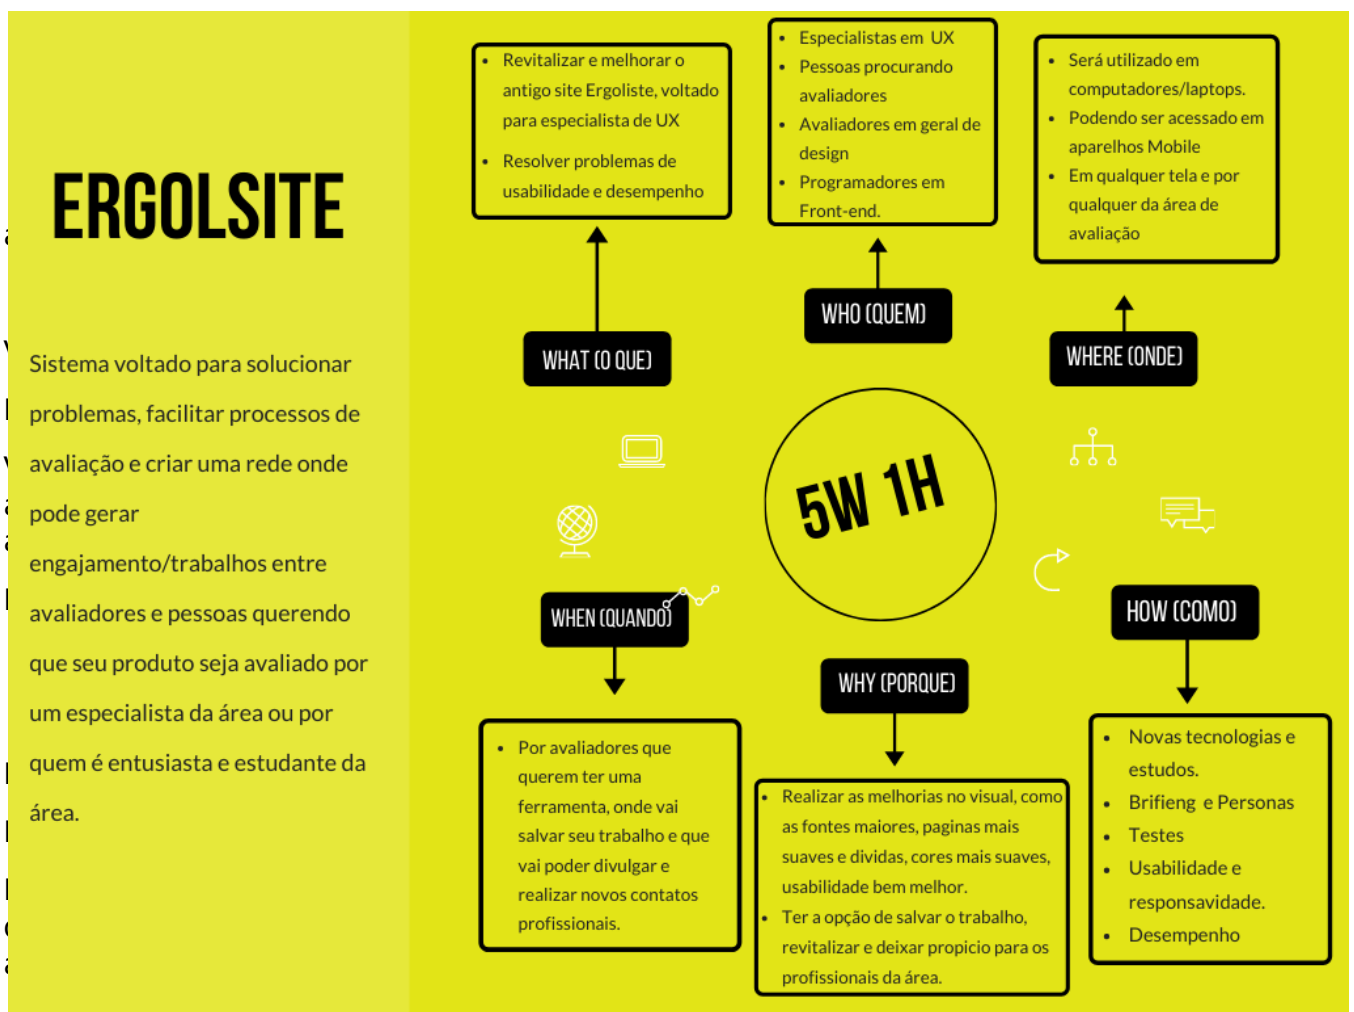 ERGOLSITE
Sistema voltado para solucionar
problemas, facilitar processos de
avaliação e criar uma rede onde
pode gerar
engajamento/trabalhos entre
avaliadores e pessoas querendo
que seu produto seja avaliado por
um especialista da área ou por
quem é entusiasta e estudante da
área.
• Revitalizar e melhorar o
antigo site Ergoliste, voltado
para especialista de UX
• Resolver problemas de
usabilidade e desempenho
WHAT (O QUE)
• Especialistas em UX
• Pessoas procurando
avaliadores
• Avaliadores em geral de
design
• Programadores em
Front-end.
WHO (QUEM)
• Será utilizado em
computadores/laptops.
• Podendo ser acessado em
aparelhos Mobile
• Em qualquer tela e por
qualquer da área de
avaliação
WHERE (ONDE)
5W 1H
WHEN (QUANDO)
• Por avaliadores que
querem ter uma
ferramenta, onde vai
salvar seu trabalho e que
vai poder divulgar e
realizar novos contatos
profissionais.
WHY (PORQUE)
• Realizar as melhorias no visual, como
as fontes maiores, paginas mais
suaves e dividas, cores mais suaves,
usabilidade bem melhor.
• Ter a opção de salvar o trabalho,
revitalizar e deixar propicio para os
profissionais da área.
HOW (COMO)
• Novas tecnologias e
estudos.
• Brifieng e Personas
• Testes
• Usabilidade e
responsavidade.
• Desempenho